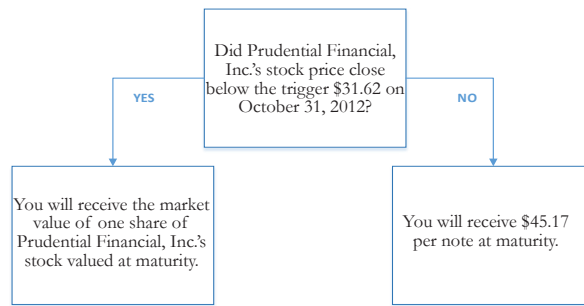 Did Prudential Financial,
Inc.'s stock price close
below the trigger $31.62 on
October 31, 2012?
YES
NO
You will receive the market
value of one share of
Prudential Financial, Inc.'s
stock valued at maturity.
You will receive $45.17
per note at maturity.